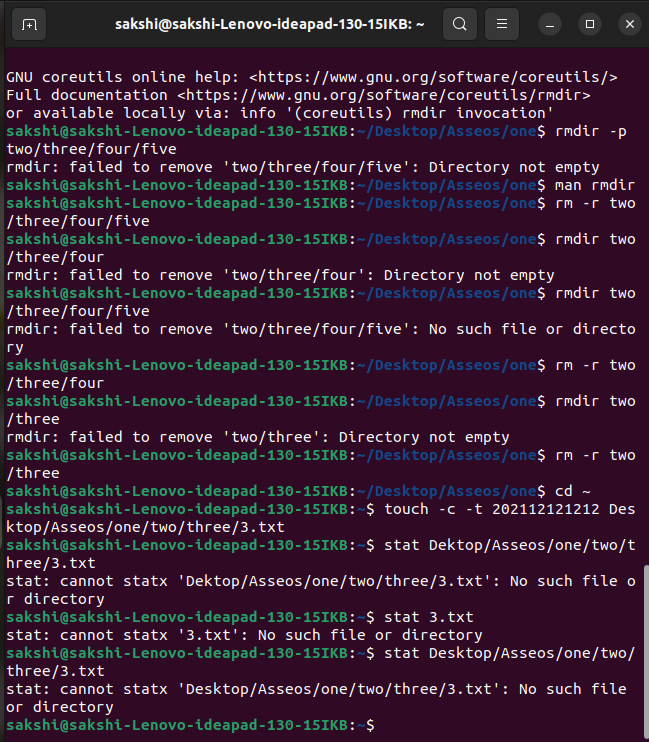 sakshi@sakshi-Lenovo-ideapad-130-15IKB: ~
GNU coreutils online help: <https://www.gnu.org/software/coreutils/>
Full documentation <https://www.gnu.org/software/coreutils/rmdir>
or available locally via: info '(coreutils) rmdir invocation'
sakshi@sakshi-Lenovo-ideapad-130-15IKB:~/Desktop/Asseos/one$ rmdir -p
two/three/four/five
rmdir: failed to remove 'two/three/four/five': Directory not empty
sakshi@sakshi-Lenovo-ideapad-130-15IKB:~/Desktop/Asseos/one$ man rmdir
sakshi@sakshi-Lenovo-ideapad-130-15IKB:~/Desktop/Asseos/one$ rm -r two
/three/four/five
sakshi@sakshi-Lenovo-ideapad-130-15IKB:~/Desktop/Asseos/one$ rmdir two
/three/four
rmdir: failed to remove 'two/three/four': Directory not empty
sakshi@sakshi-Lenovo-ideapad-130-15IKB:~/Desktop/Asseos/one$ rmdir two
/three/four/five
rmdir: failed to remove 'two/three/four/five': No such file or directo
ry
sakshi@sakshi-Lenovo-ideapad-130-15IKB:~/Desktop/Asseos/one$ rm -r two
/three/four
sakshi@sakshi-Lenovo-ideapad-130-15IKB:~/Desktop/Asseos/one$ rmdir two
/three
rmdir: failed to remove 'two/three': Directory not empty
sakshi@sakshi-Lenovo-ideapad-130-15IKB:~/Desktop/Asseos/one$ rm -r two
/three
sakshi@sakshi-Lenovo-ideapad-130-15IKB:~/Desktop/Asseos/one$ cd ~
sakshi@sakshi-Lenovo-ideapad-130-15IKB:~$ touch -c -t 202112121212 Des
ktop/Asseos/one/two/three/3.txt
sakshi@sakshi-Lenovo-ideapad-130-15IKB:~$ stat Dektop/Asseos/one/two/t
hree/3.txt
stat: cannot statx 'Dektop/Asseos/one/two/three/3.txt': No such file o
r directory
sakshi@sakshi-Lenovo-ideapad-130-15IKB:~$ stat 3.txt
stat: cannot statx '3.txt': No such file or directory
sakshi@sakshi-Lenovo-ideapad-130-15IKB:~$ stat Desktop/Asseos/one/two/
three/3.txt
stat: cannot statx 'Desktop/Asseos/one/two/three/3.txt': No such file
or directory
sakshi@sakshi-Lenovo-ideapad-130-15IKB:~$